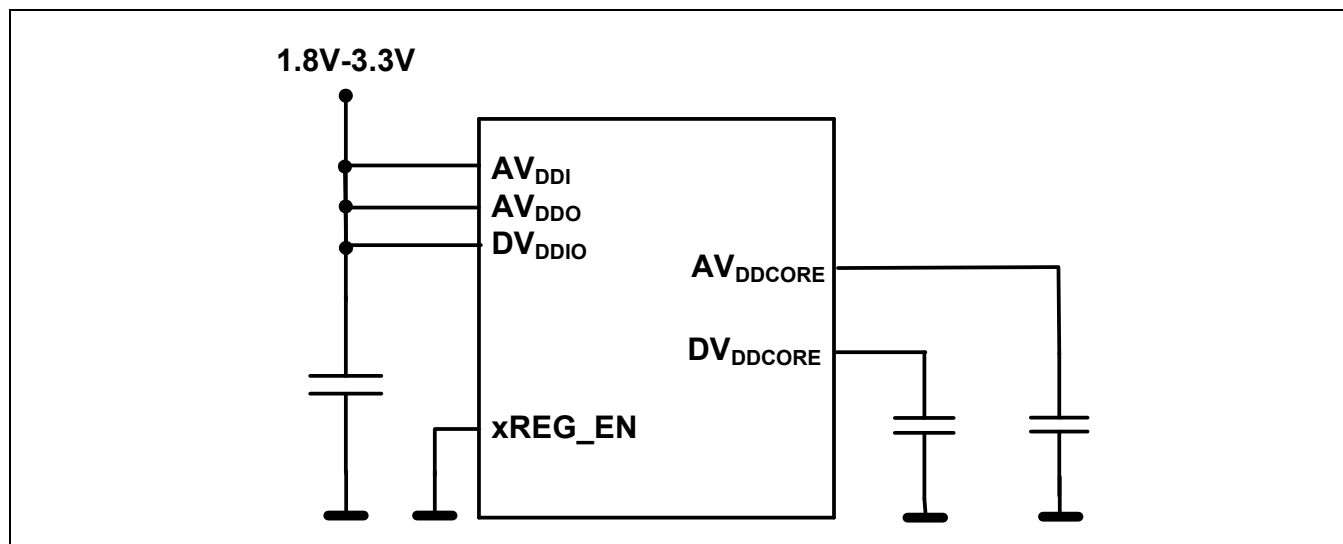 1.8V-3.3V
AVDDI
AVDDO
DVDDIO
AVDDCORE
DVDDCORE
xREG_EN